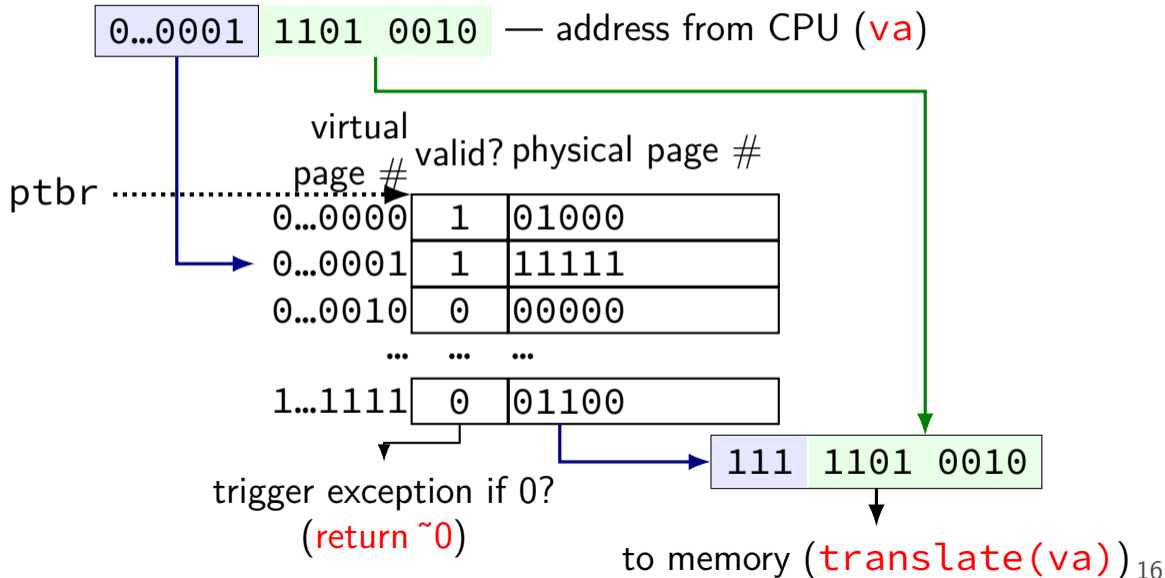 0…0001 1101 0010 — address from CPU (va)
virtual
page # valid? physical page #
ptbr
0…0000 1 01000
0…0001 1 11111
0…0010 0 00000
… … …
1…1111 0 01100
111 1101 0010
trigger exception if 0?
(return ~0)
to memory (translate(va)) 16